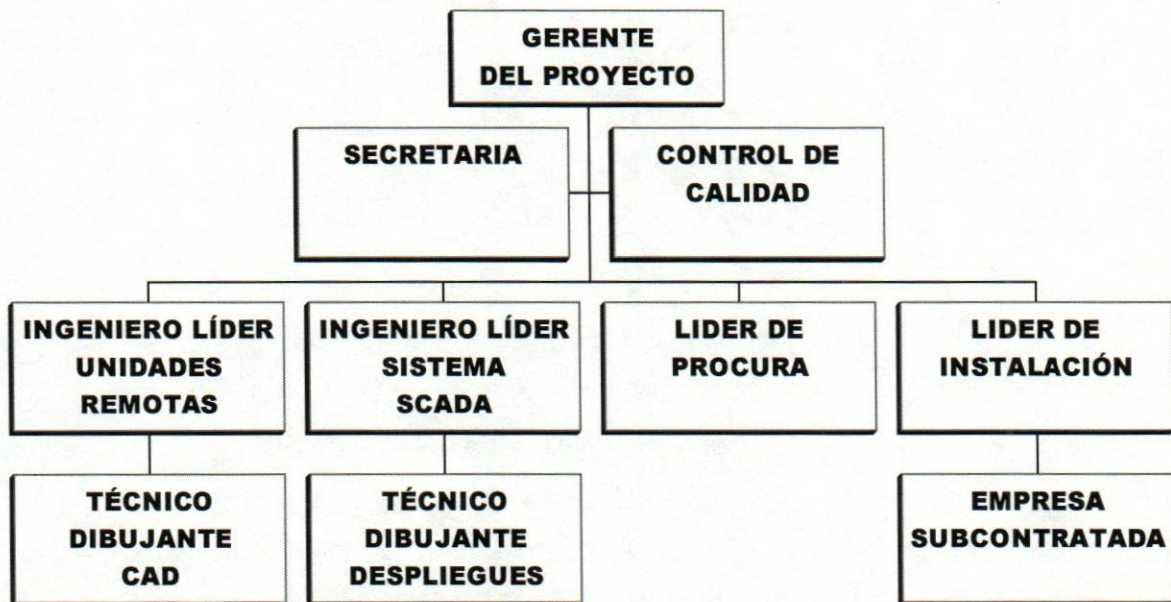 GERENTE
DEL PROYECTO
SECRETARIA
CONTROL DE
CALIDAD
INGENIERO LÍDER
UNIDADES
REMOTAS
INGENIERO LÍDER
SISTEMA
SCADA
LIDER DE
PROCURA
LIDER DE
INSTALACIÓN
TÉCNICO
DIBUJANTE
CAD
TÉCNICO
DIBUJANTE
DESPLIEGUES
EMPRESA
SUBCONTRATADA